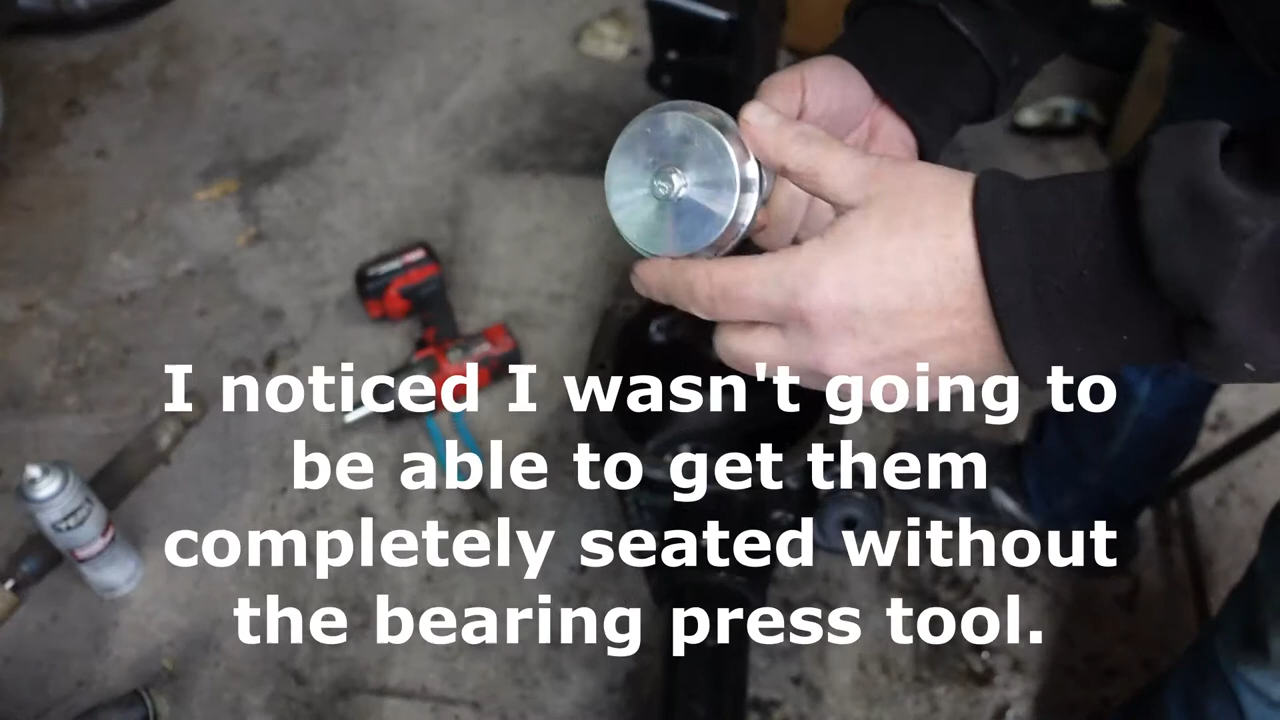 I noticed I wasn't going to
be able to get them
completely seated without
the bearing press tool.